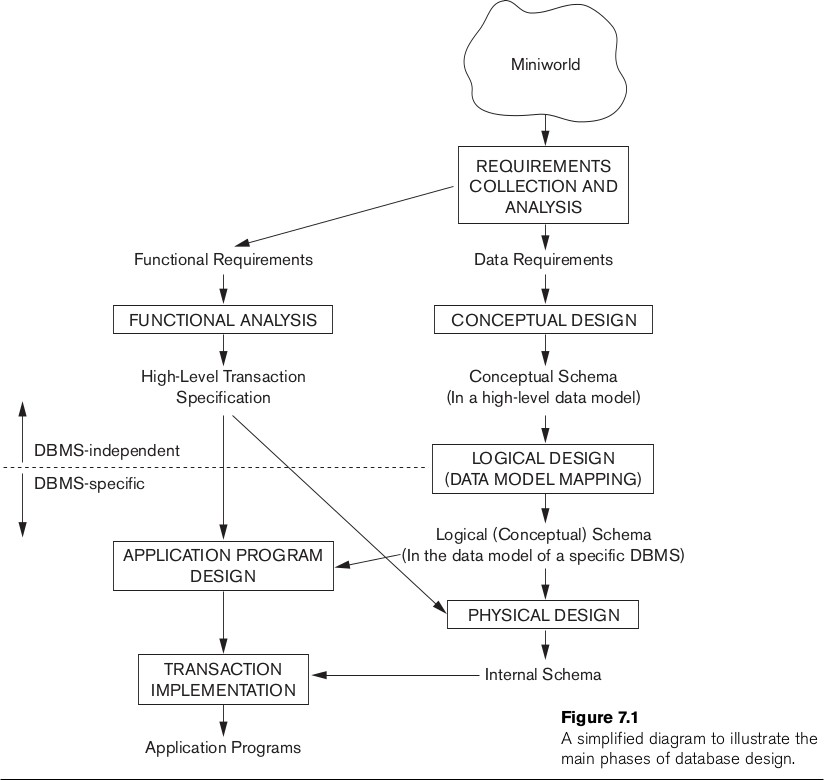 Miniworld
REQUIREMENTS
COLLECTION AND
ANALYSIS
Functional Requirements
Data Requirements
FUNCTIONAL ANALYSIS
CONCEPTUAL DESIGN
High-Level Transaction
Specification
Conceptual Schema
(In a high-level data model)
DBMS-independent
DBMS-specific
LOGICAL DESIGN
(DATA MODEL MAPPING)
Logical (Conceptual) Schema
(In the data model of a specific DBMS)
APPLICATION PROGRAM
DESIGN
PHYSICAL DESIGN
TRANSACTION
IMPLEMENTATION
Internal Schema
Application Programs
Figure 7.1
A simplified diagram to illustrate the
main phases of database design.